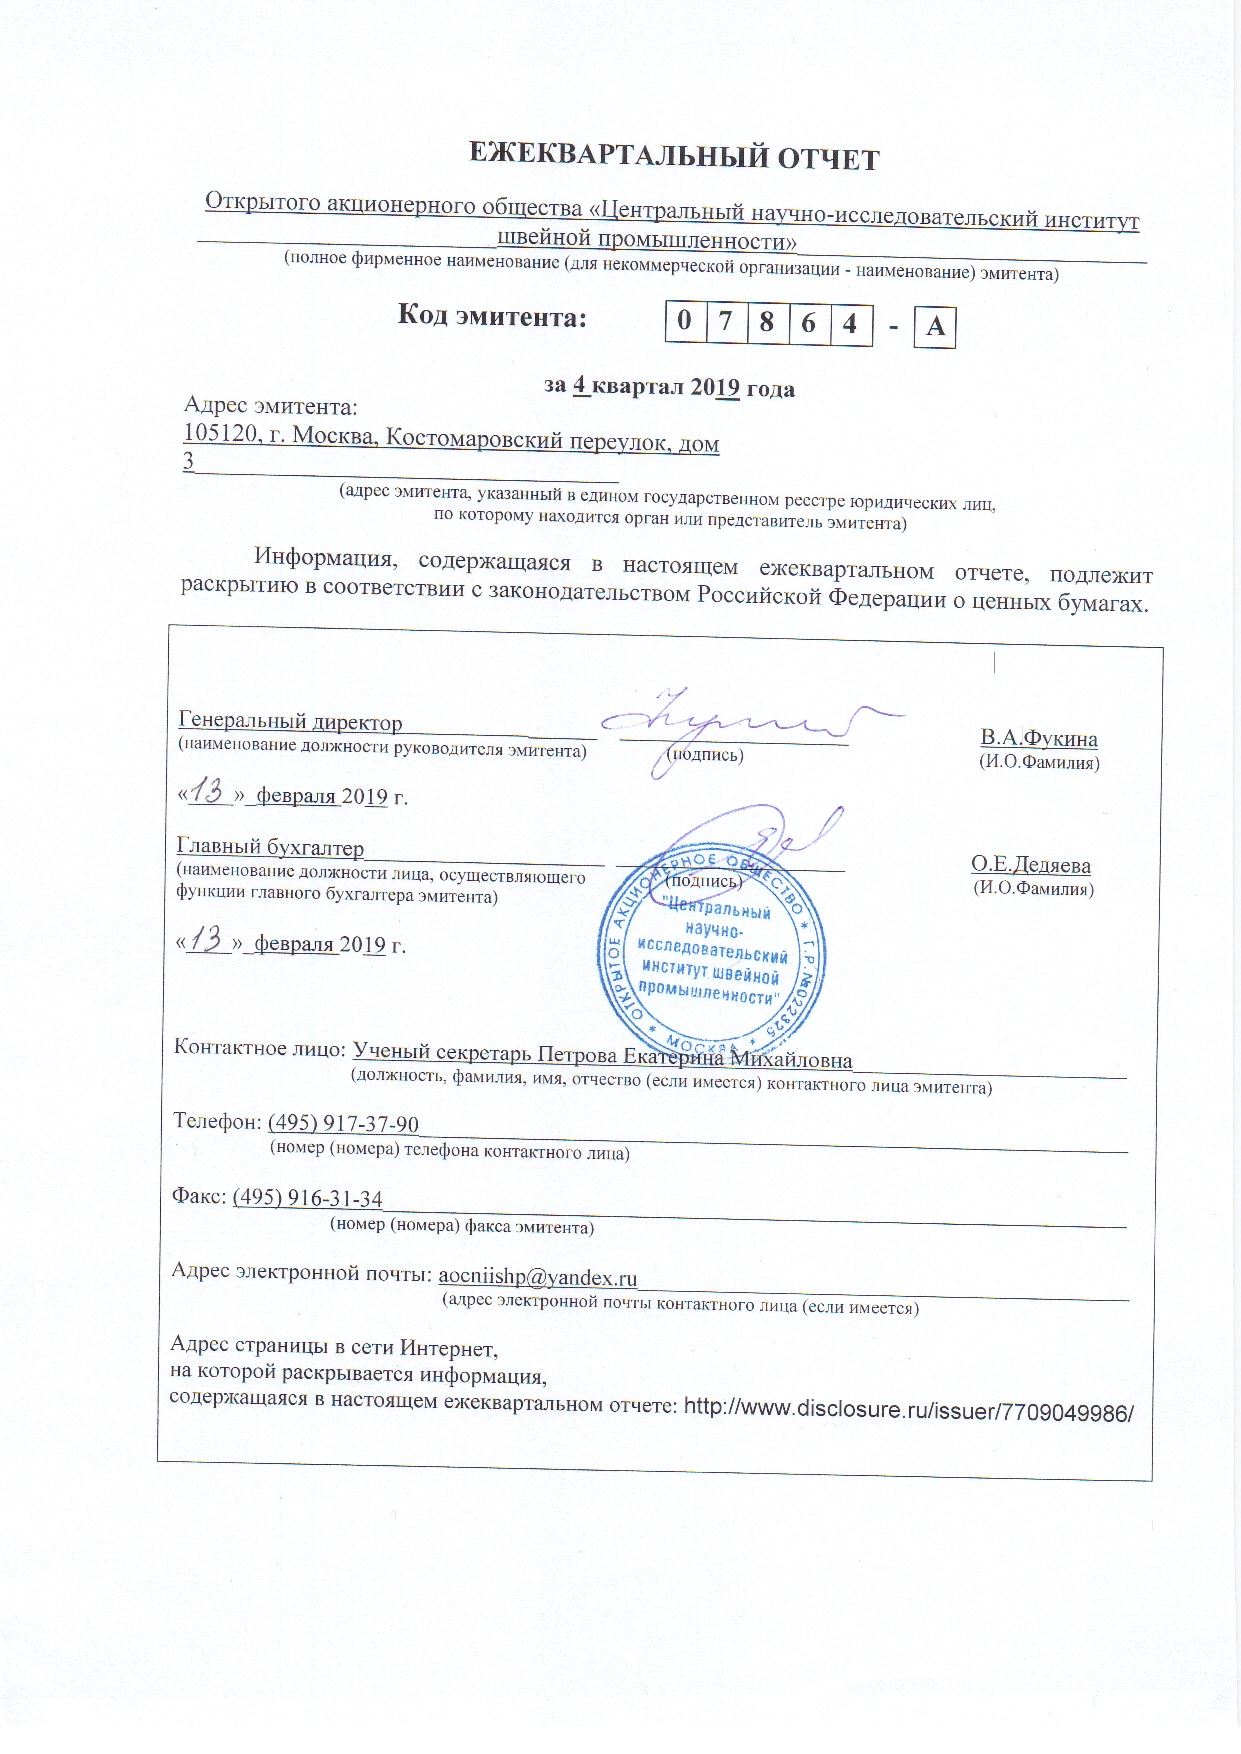 ЕЖЕКВАРТАЛЬНЫЙ ОТЧЕТ
Открытого акционерного общества «Центральный научно-исследовательский институт
швейной промышленности»
(полное фирменное наименование (для некоммерческой организации - наименование) эмитента)
Код эмитента: 0 7 8 6 4 - А
за 4 квартал 2019 года
Адрес эмитента:
105120, г. Москва, Костомаровский переулок, дом
3
(адрес эмитента, указанный в едином государственном реестре юридических лиц,
по которому находится орган или представитель эмитента)
Информация, содержащаяся в настоящем ежеквартальном отчете, подлежит
раскрытию в соответствии с законодательством Российской Федерации о ценных бумагах.
Генеральный директор
В.А.Фукина
(наименование должности руководителя эмитента) (подпись) (И.О.Фамилия)
«13» февраля 2019 г.
Главный бухгалтер
О.Е.Дедяева
(наименование должности лица, осуществляющего (подпись) (И.О.Фамилия)
функции главного бухгалтера эмитента)
«13» февраля 2019 г.
ОТКРЫТОЕ АКЦИОНЕРНОЕ ОБЩЕСТВО * Г.Р.№022325 * МОСКВА *
"Центральный
научно-
исследовательский
институт швейной
промышленности"
Контактное лицо: Ученый секретарь Петрова Екатерина Михайловна
(должность, фамилия, имя, отчество (если имеется) контактного лица эмитента)
Телефон: (495) 917-37-90
(номер (номера) телефона контактного лица)
Факс: (495) 916-31-34
(номер (номера) факса эмитента)
Адрес электронной почты: aocniishp@yandex.ru
(адрес электронной почты контактного лица (если имеется)
Адрес страницы в сети Интернет,
на которой раскрывается информация,
содержащаяся в настоящем ежеквартальном отчете: http://www.disclosure.ru/issuer/7709049986/